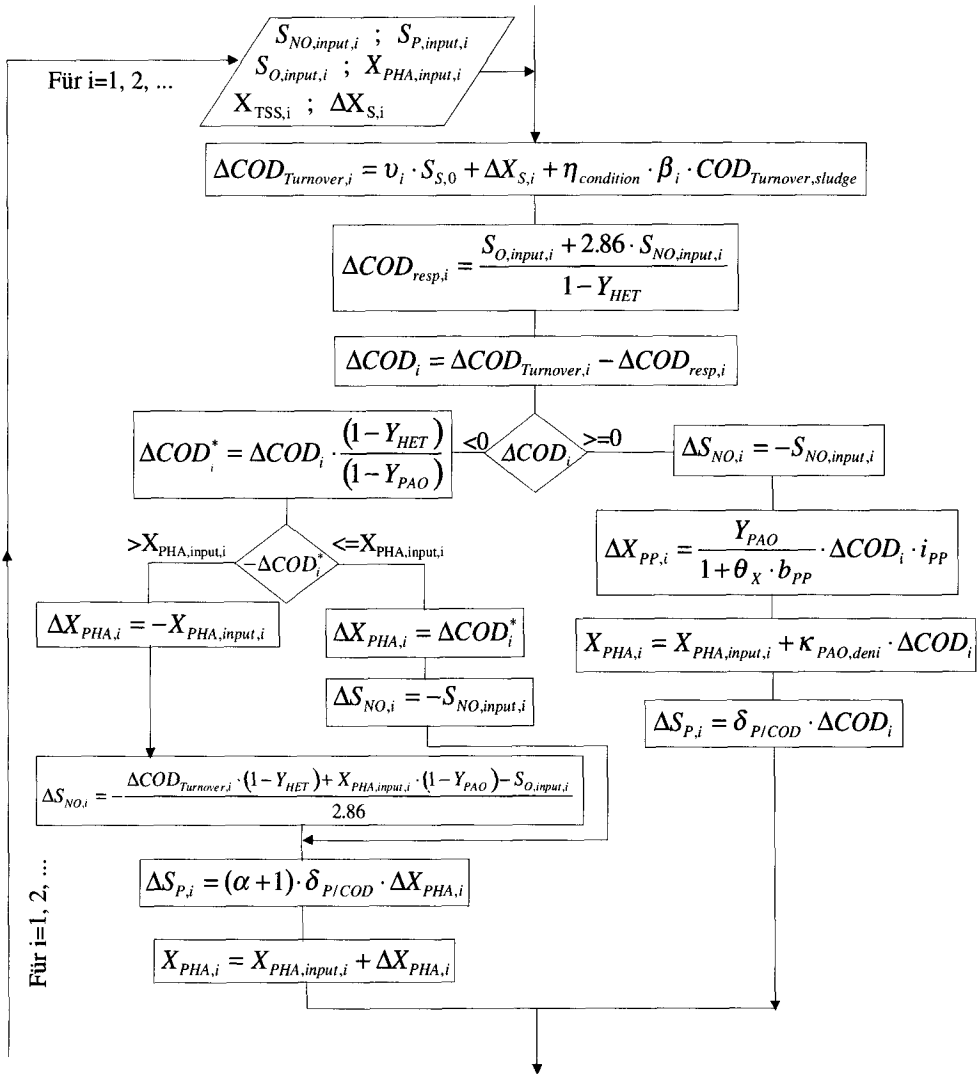 S_{NO,input,i} ; S_{P,input,i}
S_{O,input,i} ; X_{PHA,input,i}
X_{TSS,i} ; ΔX_{S,i}
Für i=1, 2, ...
ΔCOD_{Turnover,i} = υ_i · S_{S,0} + ΔX_{S,i} + η_{condition} · β_i · COD_{Turnover,sludge}
ΔCOD_{resp,i} = \frac{S_{O,input,i} + 2.86 · S_{NO,input,i}}{1 − Y_{HET}}
ΔCOD_i = ΔCOD_{Turnover,i} − ΔCOD_{resp,i}
ΔCOD_i^* = ΔCOD_i · \frac{(1 − Y_{HET})}{(1 − Y_{PAO})}
<0
ΔCOD_i
>=0
ΔS_{NO,i} = −S_{NO,input,i}
>X_{PHA,input,i}
−ΔCOD_i^*
<=X_{PHA,input,i}
ΔX_{PP,i} = \frac{Y_{PAO}}{1 + θ_X · b_{PP}} · ΔCOD_i · i_{PP}
ΔX_{PHA,i} = −X_{PHA,input,i}
ΔX_{PHA,i} = ΔCOD_i^*
X_{PHA,i} = X_{PHA,input,i} + κ_{PAO,deni} · ΔCOD_i
ΔS_{NO,i} = −S_{NO,input,i}
ΔS_{P,i} = δ_{P/COD} · ΔCOD_i
ΔS_{NO,i} = −\frac{ΔCOD_{Turnover,i} · (1 − Y_{HET}) + X_{PHA,input,i} · (1 − Y_{PAO}) − S_{O,input,i}}{2.86}
ΔS_{P,i} = (α + 1) · δ_{P/COD} · ΔX_{PHA,i}
X_{PHA,i} = X_{PHA,input,i} + ΔX_{PHA,i}
Für i=1, 2, ...